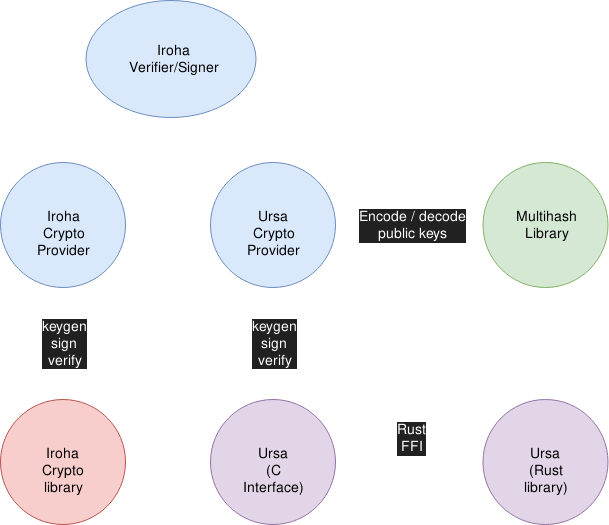 Iroha
Verifier/Signer
Iroha
Crypto
Provider
Ursa
Crypto
Provider
Encode / decode
public keys
Multihash
Library
keygen
sign
verify
keygen
sign
verify
Iroha
Crypto
library
Ursa
(C
Interface)
Rust
FFI
Ursa
(Rust
library)